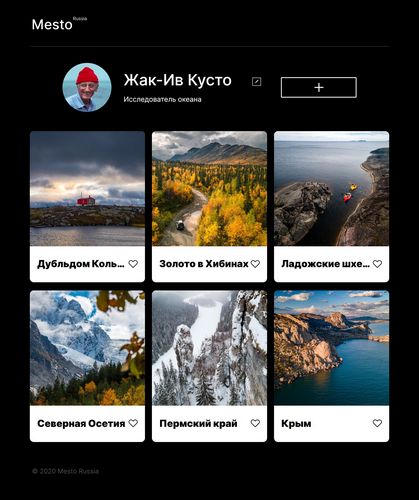 Mesto Russia
Жак-Ив Кусто
Исследователь океана
Дубльдом Коль...
Золото в Хибинах
Ладожские шхе...
Северная Осетия
Пермский край
Крым
© 2020 Mesto Russia